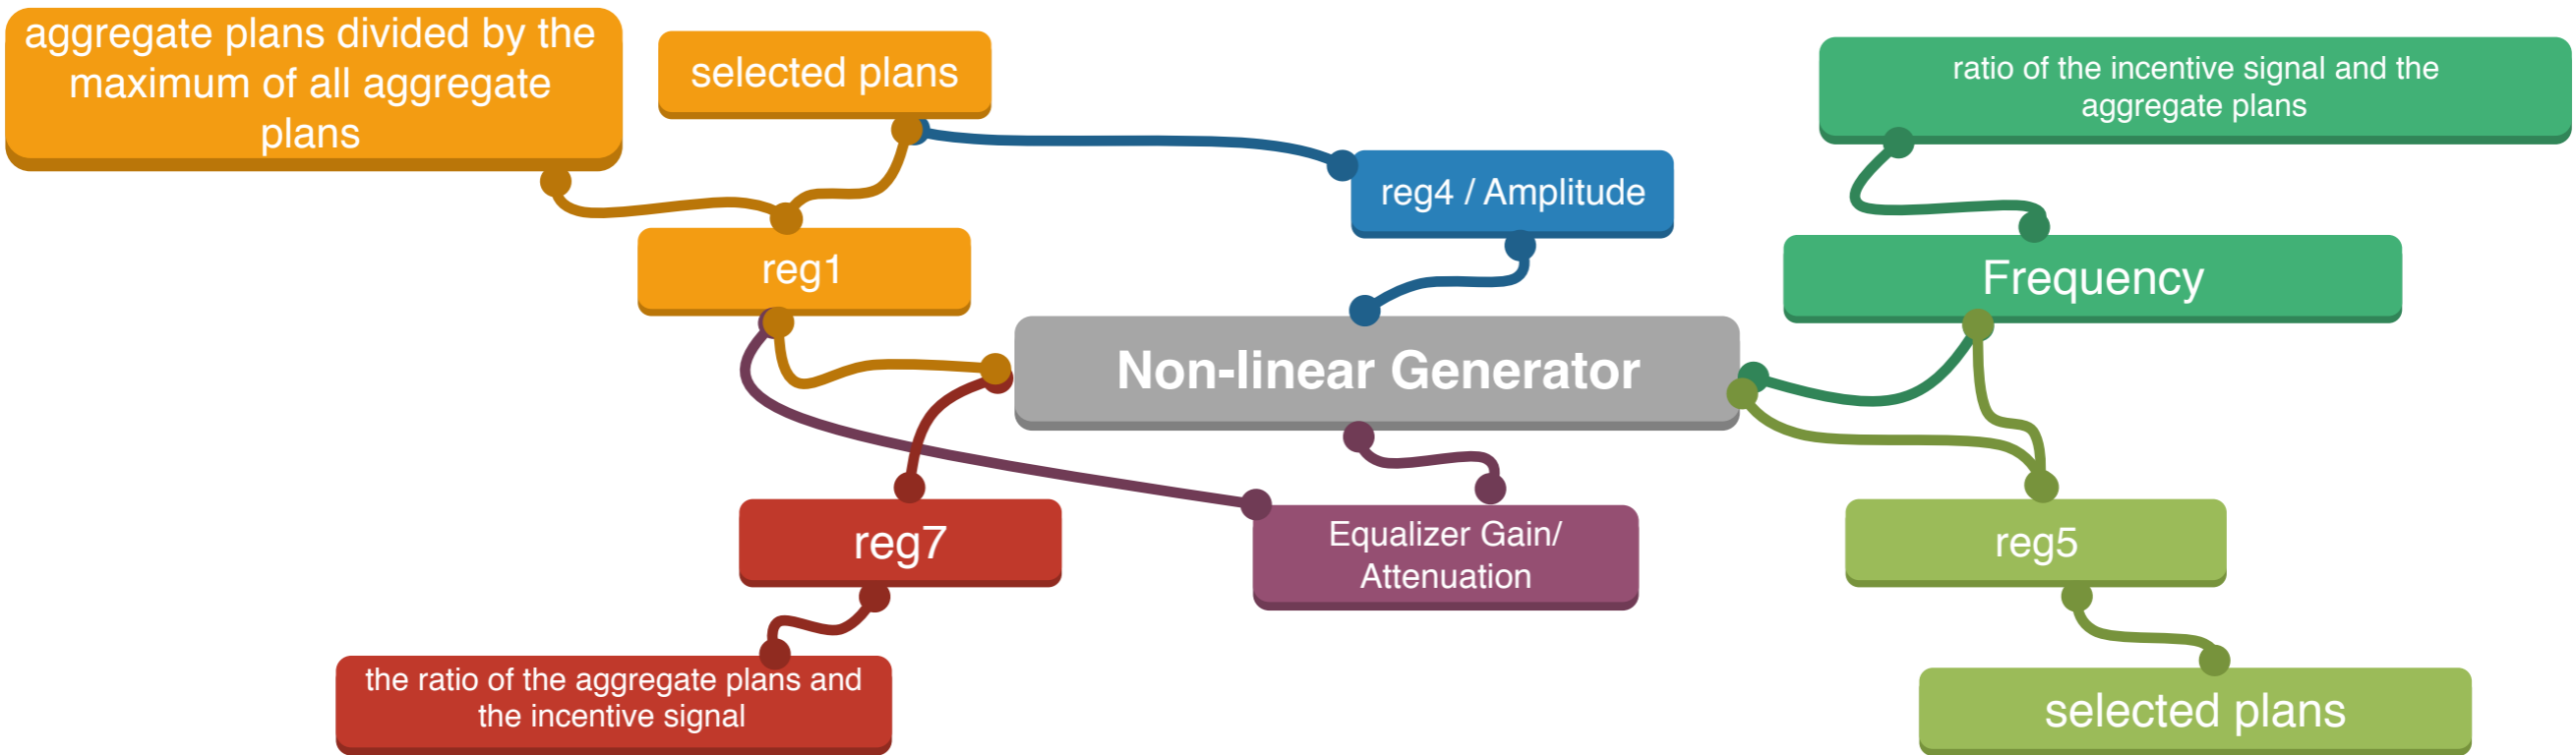 aggregate plans divided by the
maximum of all aggregate
plans
selected plans
ratio of the incentive signal and the
aggregate plans
reg4 / Amplitude
reg1
Frequency
Non-linear Generator
reg7
Equalizer Gain/
Attenuation
reg5
the ratio of the aggregate plans and
the incentive signal
selected plans